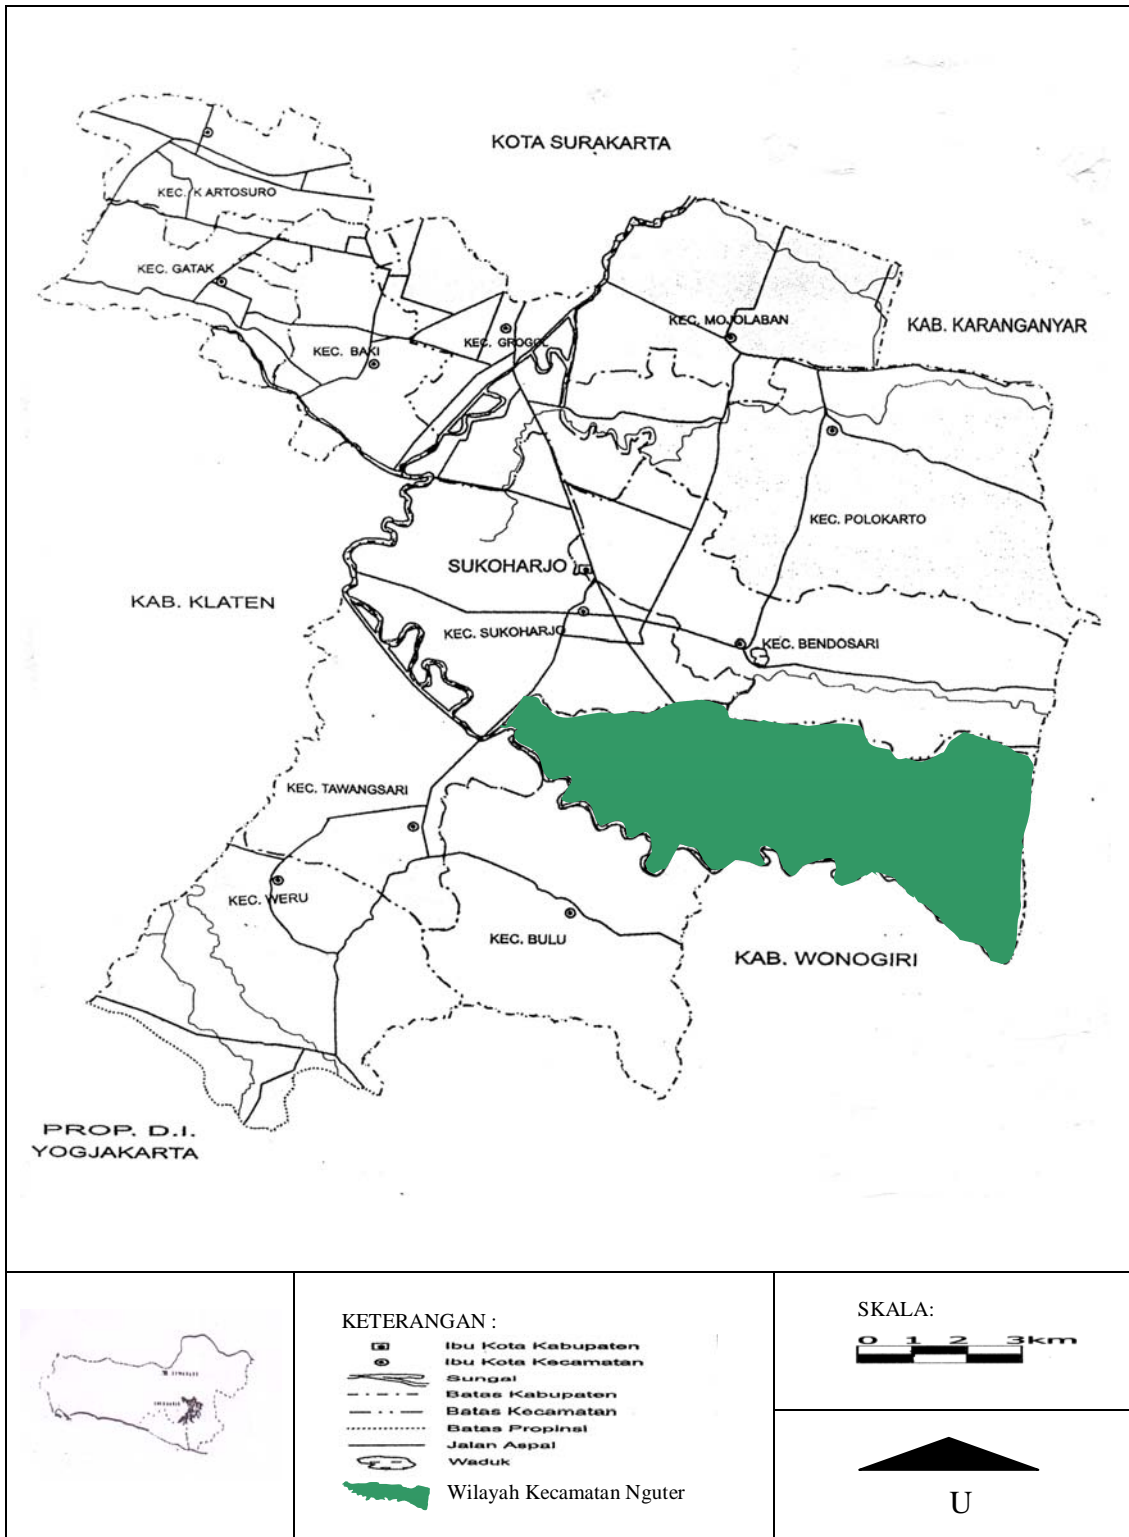 KOTA SURAKARTA
KEC. K ARTOSURO
KEC. GATAK
KEC. MOJOLABAN
KAB. KARANGANYAR
KEC. GROGOL
KEC. BAKI
KEC. POLOKARTO
SUKOHARJO
KAB. KLATEN
KEC. SUKOHARJO
KEC. BENDOSARI
KEC. TAWANGSARI
KEC. WERU
KEC. BULU
KAB. WONOGIRI
PROP. D.I.
YOGJAKARTA
KETERANGAN :
Ibu Kota Kabupaten
Ibu Kota Kecamatan
Sungai
Batas Kabupaten
Batas Kecamatan
Batas Propinsi
Jalan Aspal
Waduk
Wilayah Kecamatan Nguter
SKALA:
0 1 2 3km
U